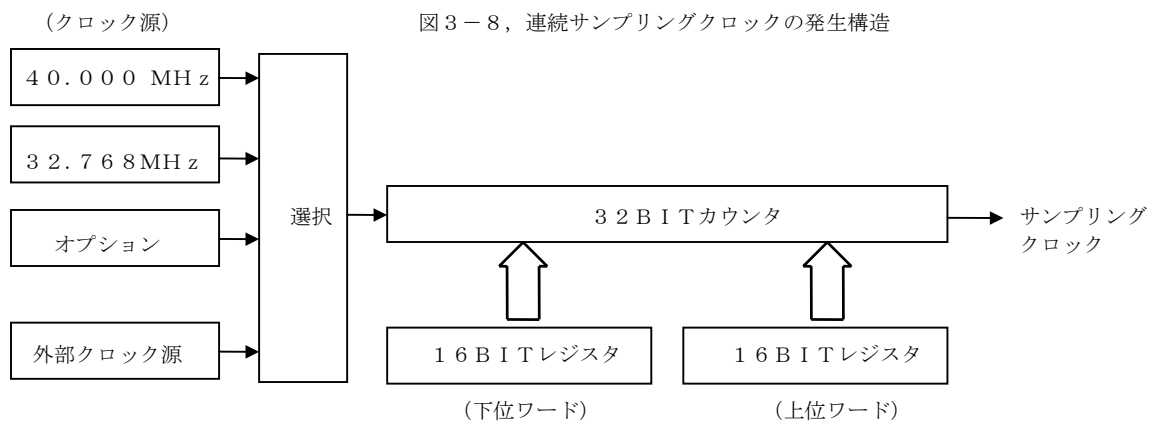 （クロック源）
図３－８，連続サンプリングクロックの発生構造
４０．０００ ＭＨｚ
３２．７６８ＭＨｚ
オプション
外部クロック源
選択
３２ＢＩＴカウンタ
サンプリング
クロック
１６ＢＩＴレジスタ
１６ＢＩＴレジスタ
（下位ワード）
（上位ワード）